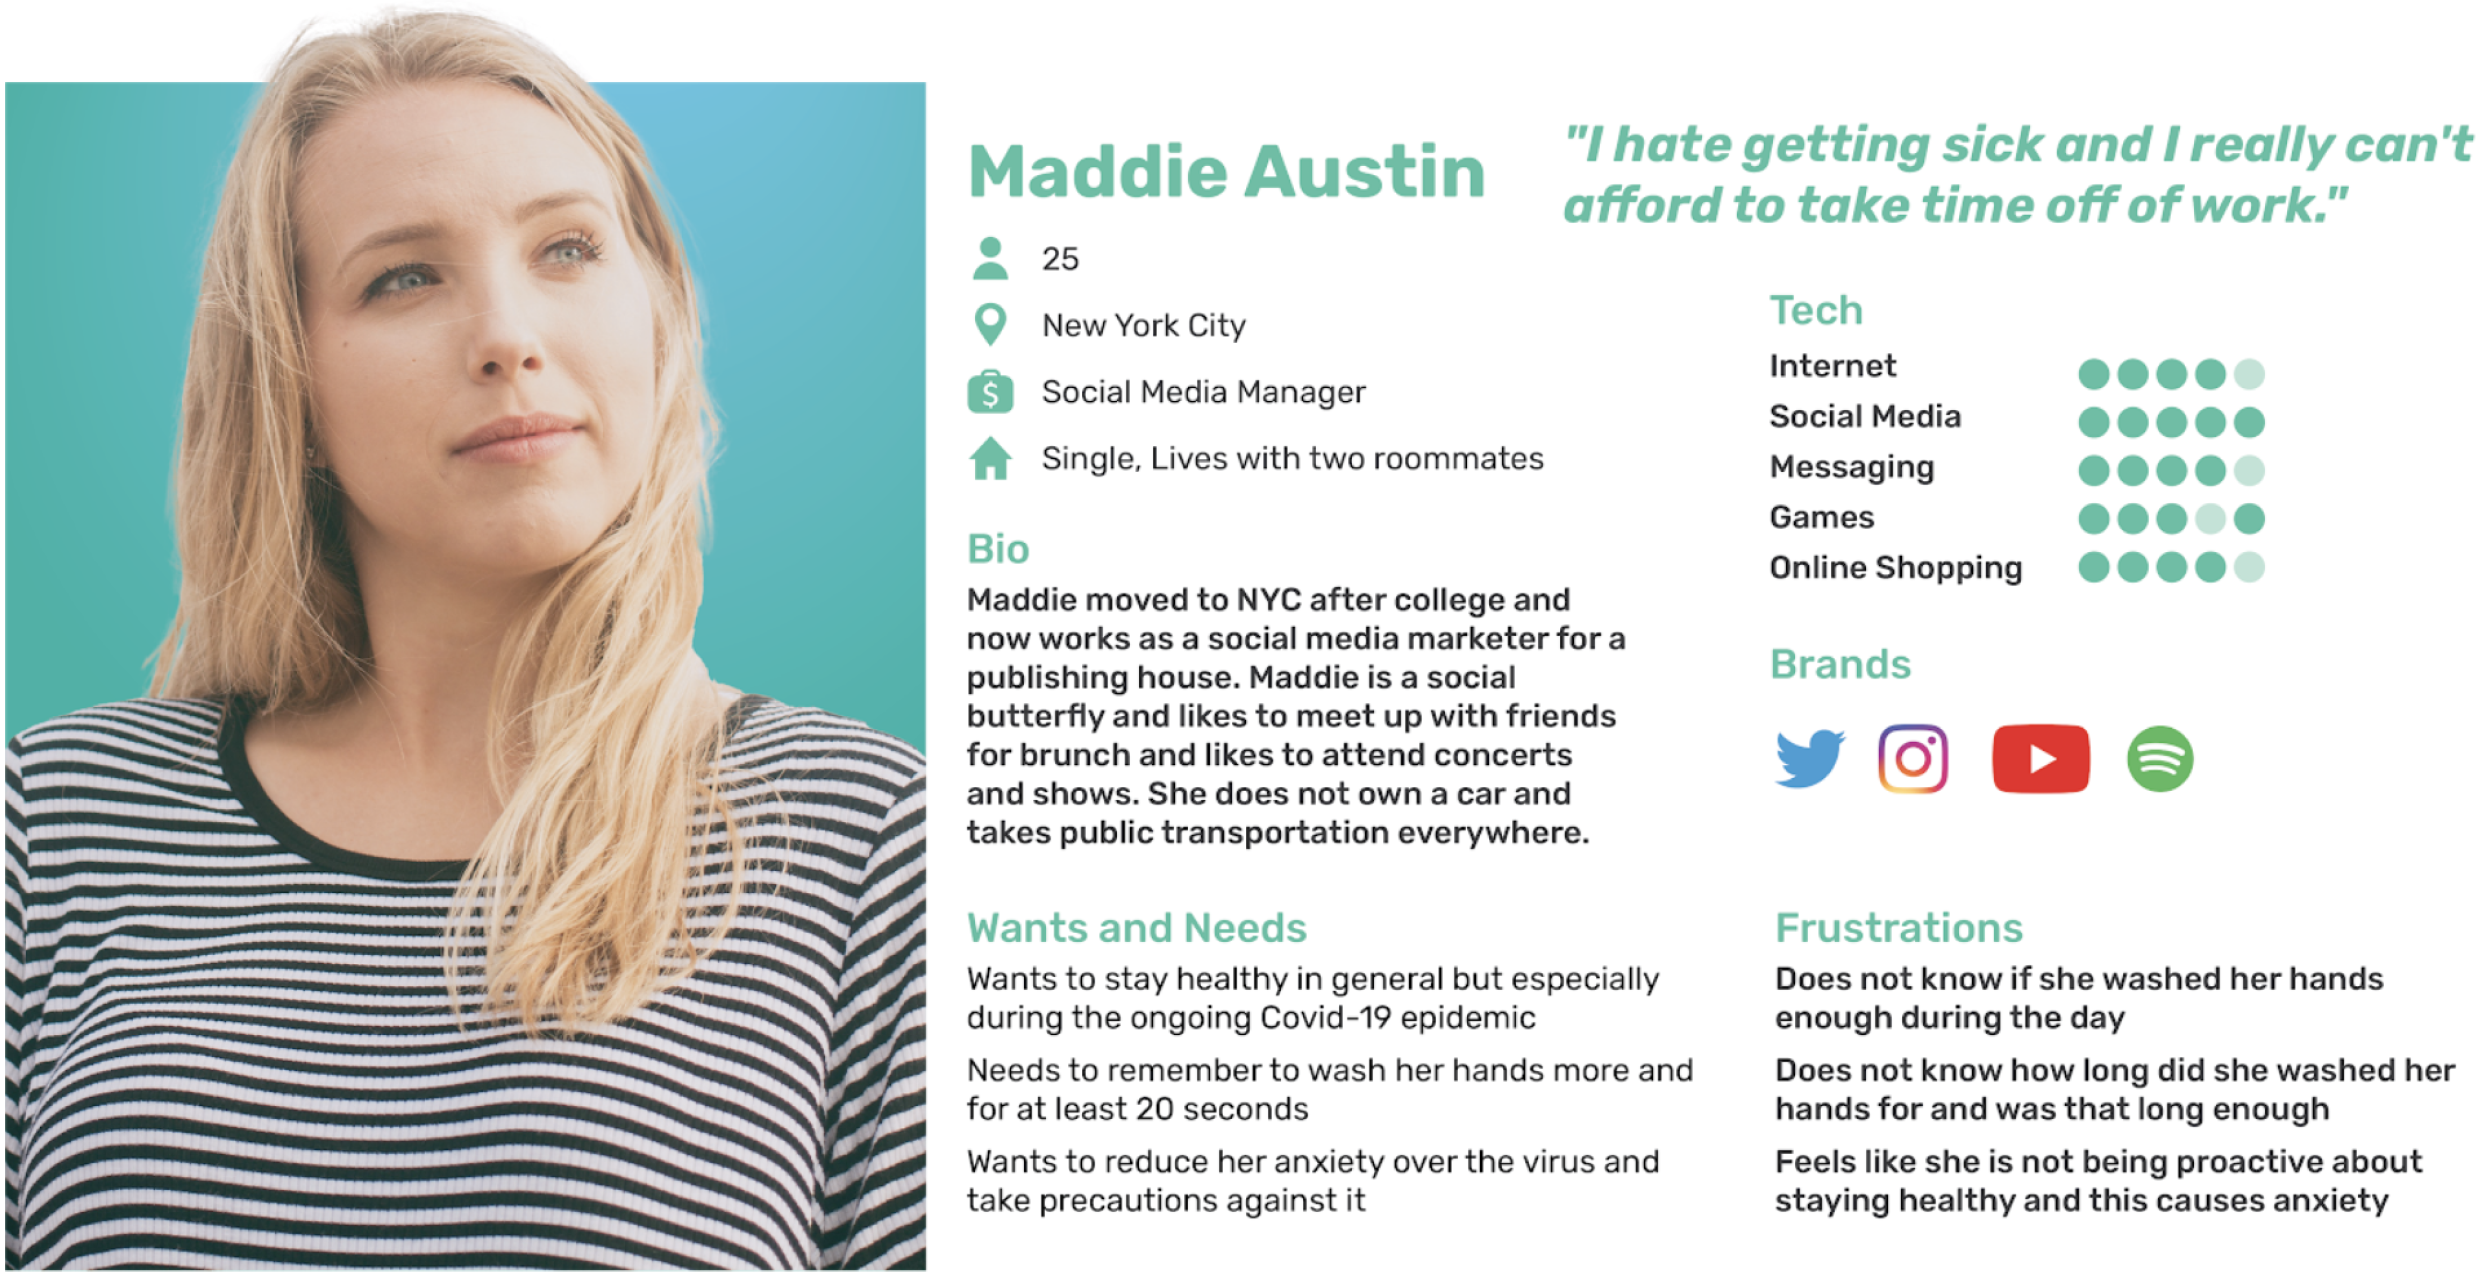 Maddie Austin
"I hate getting sick and I really can't
afford to take time off of work."
25
New York City
$
Social Media Manager
Single, Lives with two roommates
Bio
Maddie moved to NYC after college and
now works as a social media marketer for a
publishing house. Maddie is a social
butterfly and likes to meet up with friends
for brunch and likes to attend concerts
and shows. She does not own a car and
takes public transportation everywhere.
Tech
Internet
Social Media
Messaging
Games
Online Shopping
Brands
Wants and Needs
Wants to stay healthy in general but especially
during the ongoing Covid-19 epidemic
Needs to remember to wash her hands more and
for at least 20 seconds
Wants to reduce her anxiety over the virus and
take precautions against it
Frustrations
Does not know if she washed her hands
enough during the day
Does not know how long did she washed her
hands for and was that long enough
Feels like she is not being proactive about
staying healthy and this causes anxiety